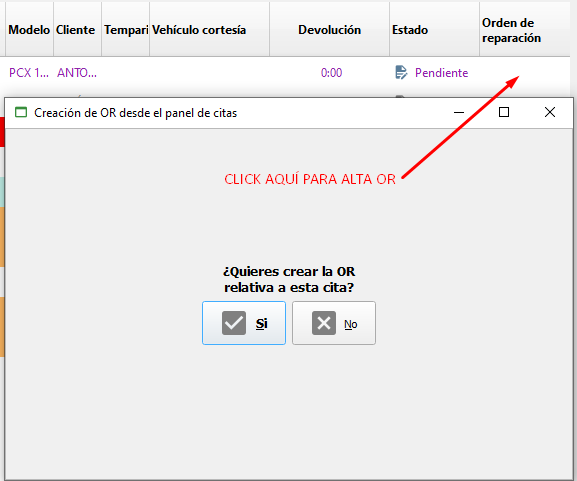 Modelo Cliente Tempari Vehículo cortesía Devolución Estado Orden de
reparación
PCX 1... ANTO... 0:00 Pendiente
Creación de OR desde el panel de citas
CLICK AQUÍ PARA ALTA OR
¿Quieres crear la OR
relativa a esta cita?
Si No